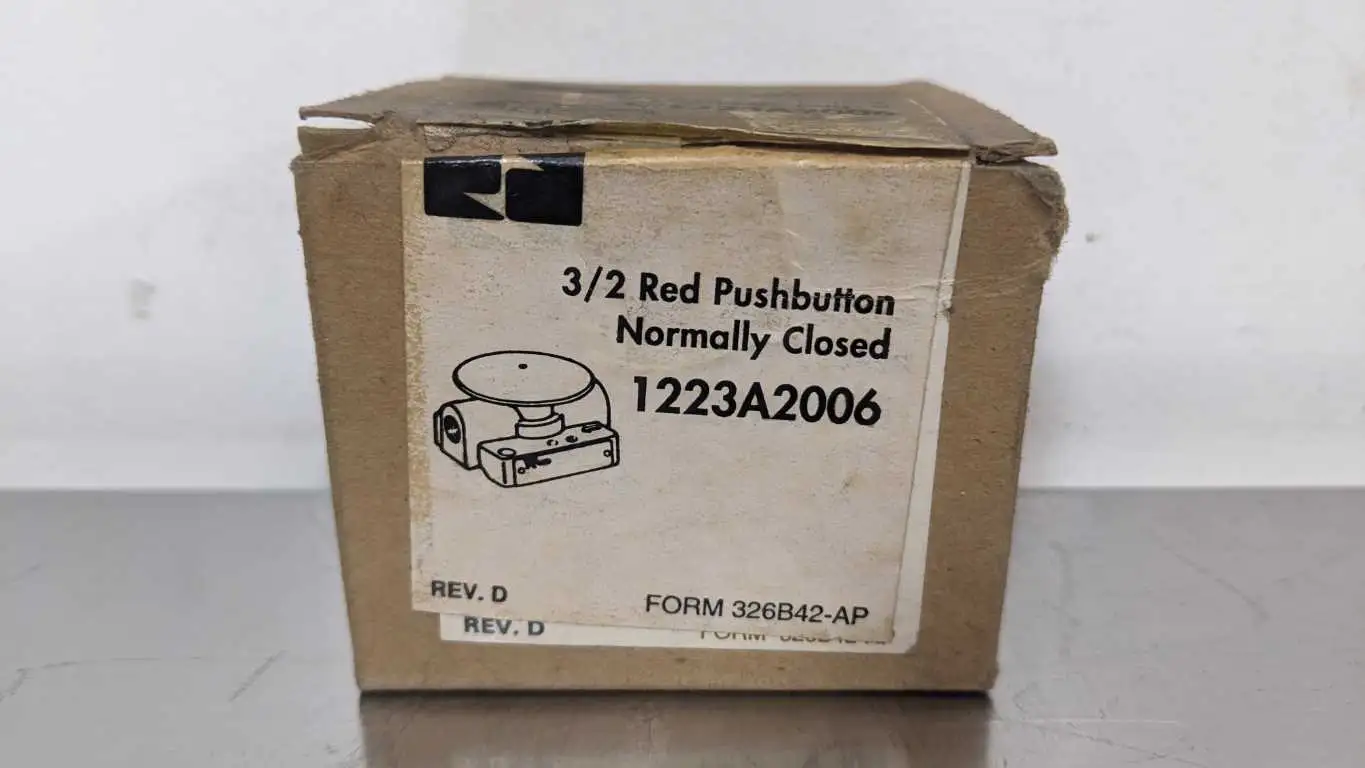 3/2 Red Pushbutton
Normally Closed
1223A2006
REV. D
FORM 326B42-AP
REV. D